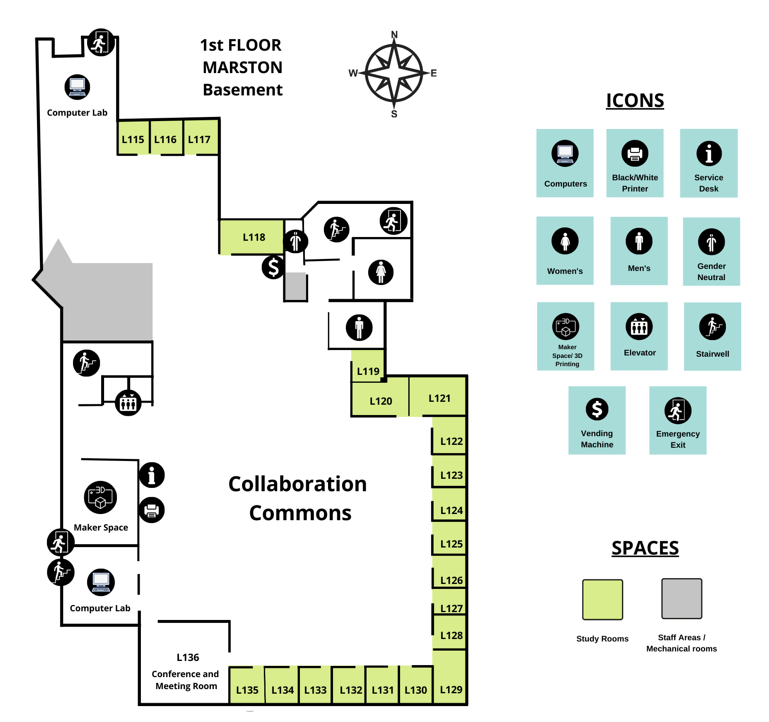 1st FLOOR
MARSTON
Basement
N
W
E
S
Computer Lab
L115
L116
L117
L118
$
L119
L120
L121
L122
L123
L124
L125
L126
L127
L128
L129
L130
L131
L132
L133
L134
L135
L136
Conference and
Meeting Room
Collaboration
Commons
i
3D
Maker Space
Computer Lab
ICONS
Computers
Black/White
Printer
i
Service
Desk
Women's
Men's
Gender
Neutral
3D
Maker
Space/ 3D
Printing
Elevator
Stairwell
$
Vending
Machine
Emergency
Exit
SPACES
Study Rooms
Staff Areas /
Mechanical rooms